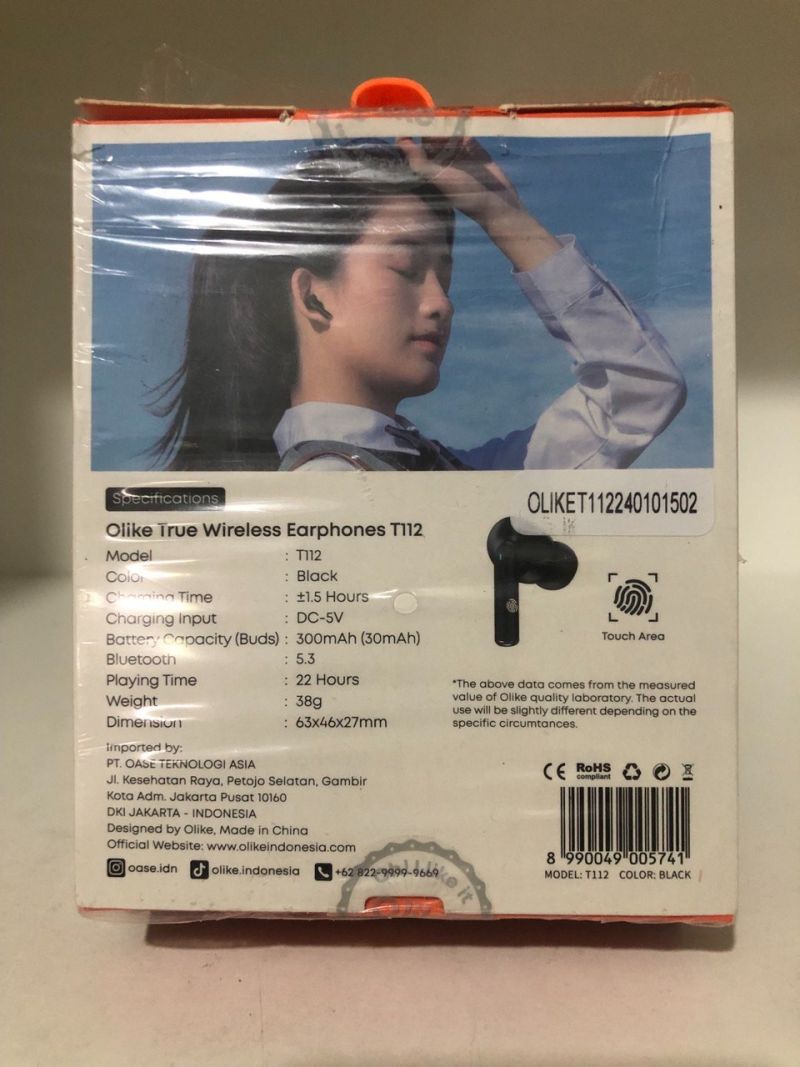 Specifications
OLIKET112240101502
Olike True Wireless Earphones T112
Model : T112
Color : Black
Charging Time : ±1.5 Hours
Charging Input : DC-5V
Battery Capacity (Buds) : 300mAh (30mAh)
Bluetooth : 5.3
Playing Time : 22 Hours
Weight : 38g
Dimension : 63x46x27mm
Touch Area
*The above data comes from the measured
value of Olike quality laboratory. The actual
use will be slightly different depending on the
specific circumtances.
Imported by:
PT. OASE TEKNOLOGI ASIA
Jl. Kesehatan Raya, Petojo Selatan, Gambir
Kota Adm. Jakarta Pusat 10160
DKI JAKARTA - INDONESIA
Designed by Olike, Made in China
Official Website: www.olikeindonesia.com
oase.idn olike.indonesia +62 822-9999-9669
CE RoHS
compliant
8 990049 005741
MODEL: T112 COLOR: BLACK
Oh! I like it